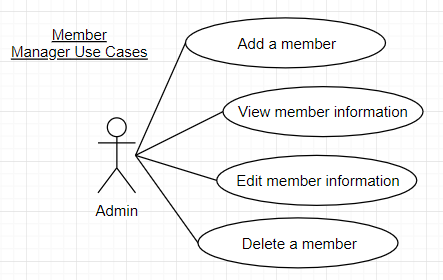 Member
Manager Use Cases
Add a member
View member information
Edit member information
Admin
Delete a member